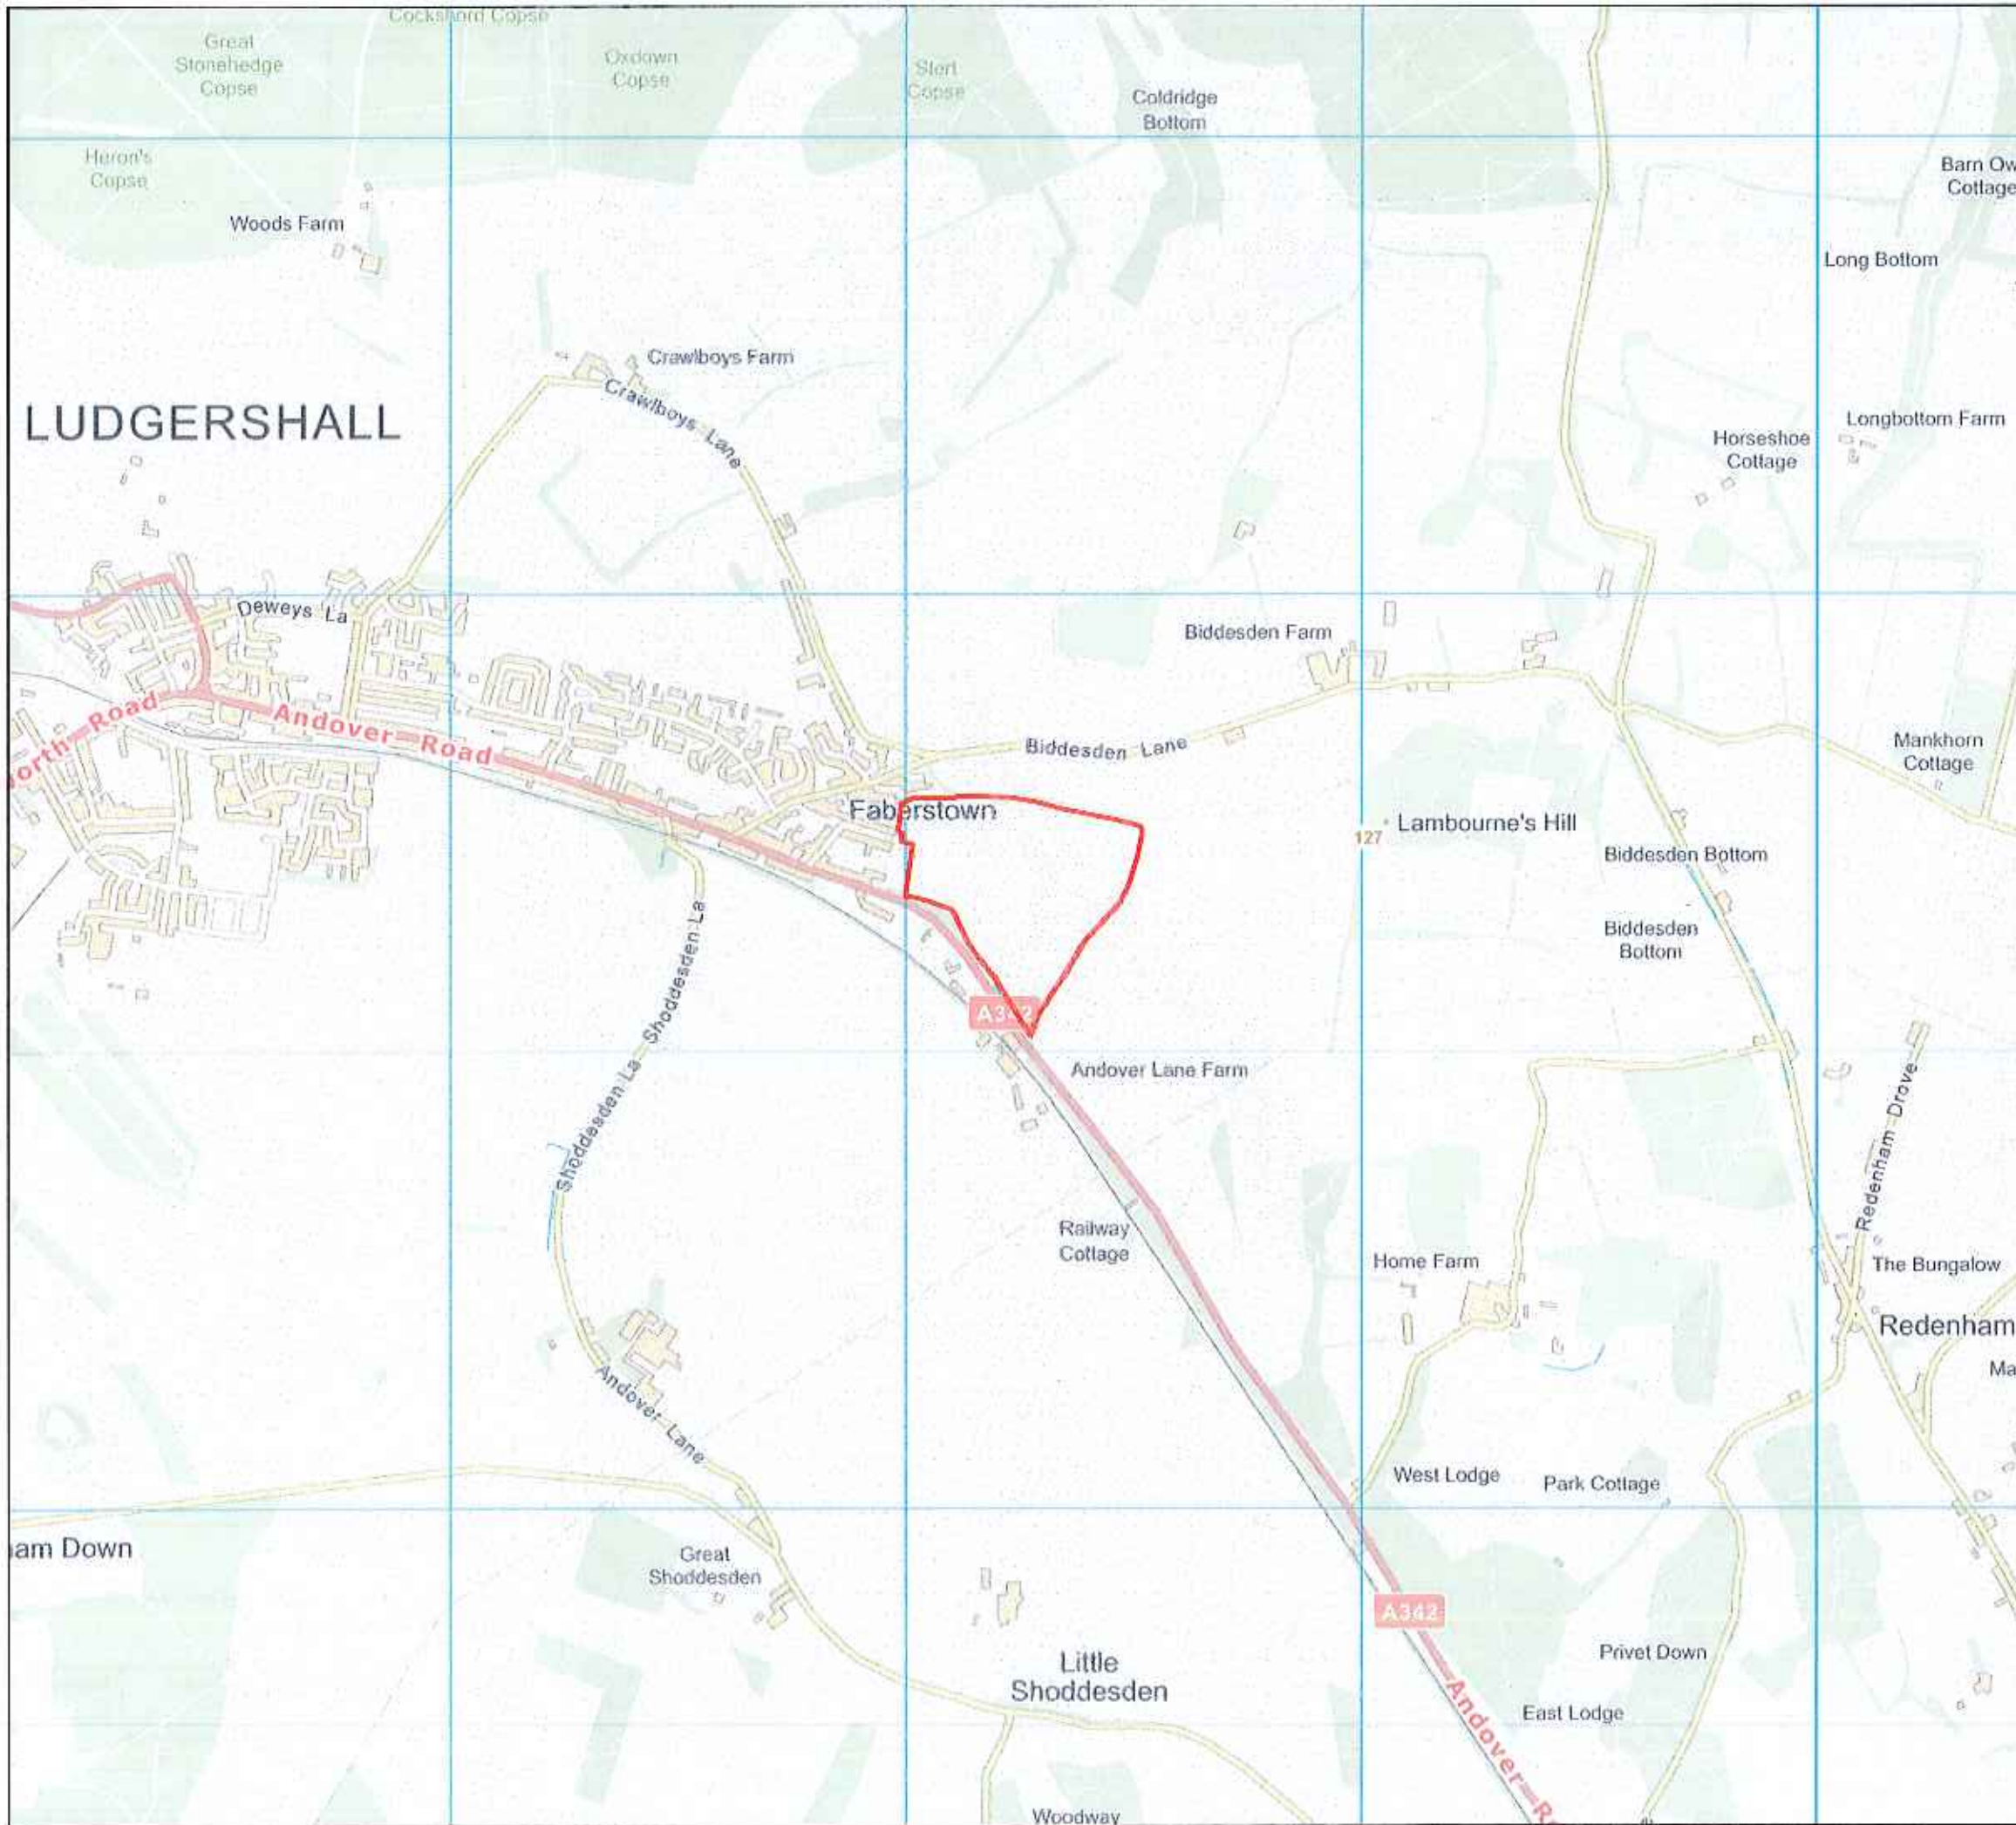 Cockshord Copse
Great
Stonehedge
Copse
Oxdown
Copse
Slert
Copse
Coldridge
Bottom
Heron's
Copse
Barn Ow
Cottage
Woods Farm
Long Bottom
Crawlboys Farm
Crawlboys Lane
LUDGERSHALL
Longbottom Farm
Horseshoe
Cottage
Deweys La
Biddesden Farm
orth Road
Andover Road
Biddesden Lane
Mankhorn
Cottage
Faberstown
127
Lambourne's Hill
Biddesden Bottom
Biddesden
Bottom
Shoddesden La
Shoddesden La
A342
Andover Lane Farm
Redenham Drove
Railway
Cottage
Home Farm
The Bungalow
Redenham
Ma
Andover Lane
West Lodge
Park Cottage
am Down
Great
Shoddesden
A342
Little
Shoddesden
Privet Down
East Lodge
Andover R
Woodway